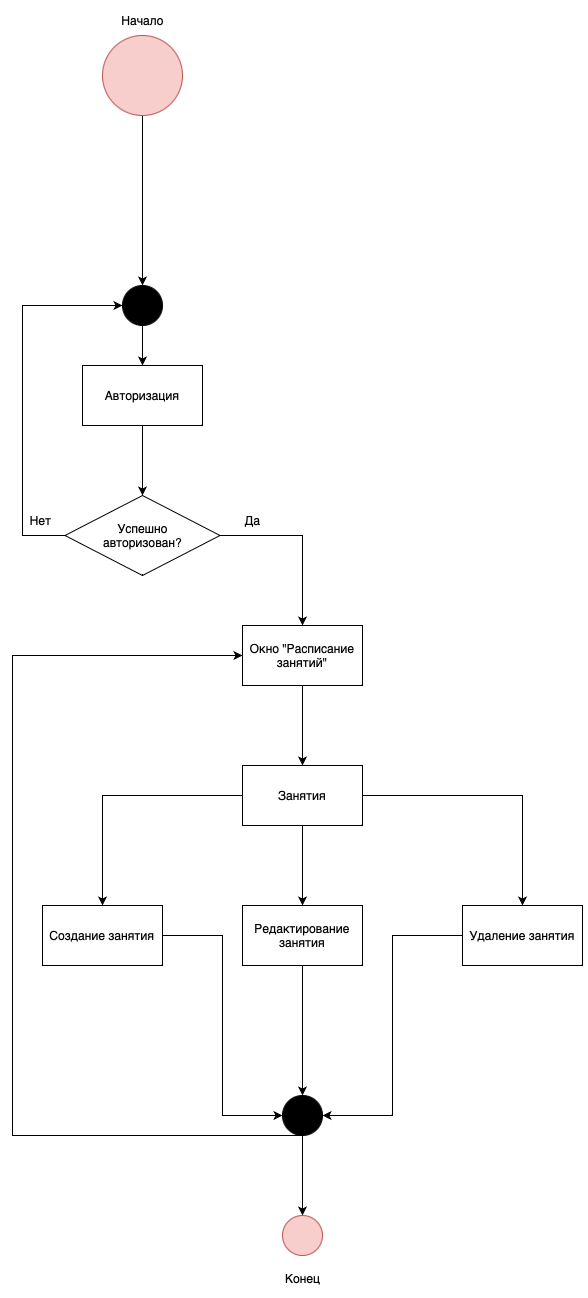 Начало
Авторизация
Успешно
авторизован?
Нет
Да
Окно "Расписание
занятий"
Занятия
Создание занятия
Редактирование
занятия
Удаление занятия
Конец